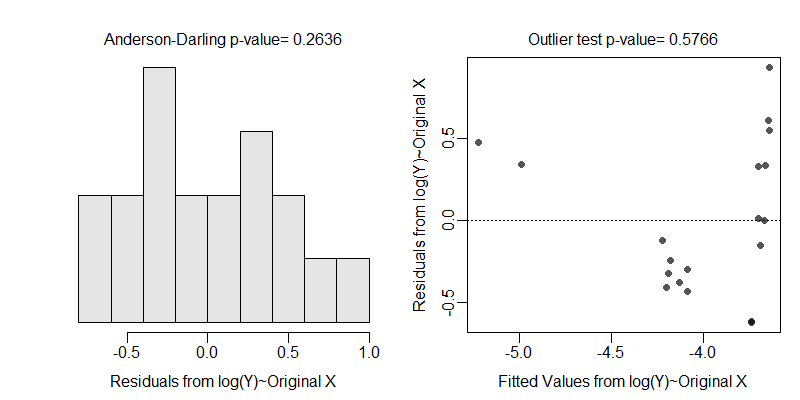 Anderson-Darling p-value= 0.2636
-0.5 0.0 0.5 1.0
Residuals from log(Y)~Original X
Outlier test p-value= 0.5766
Residuals from log(Y)~Original X
0.5
0.0
-0.5
-5.0 -4.5 -4.0
Fitted Values from log(Y)~Original X